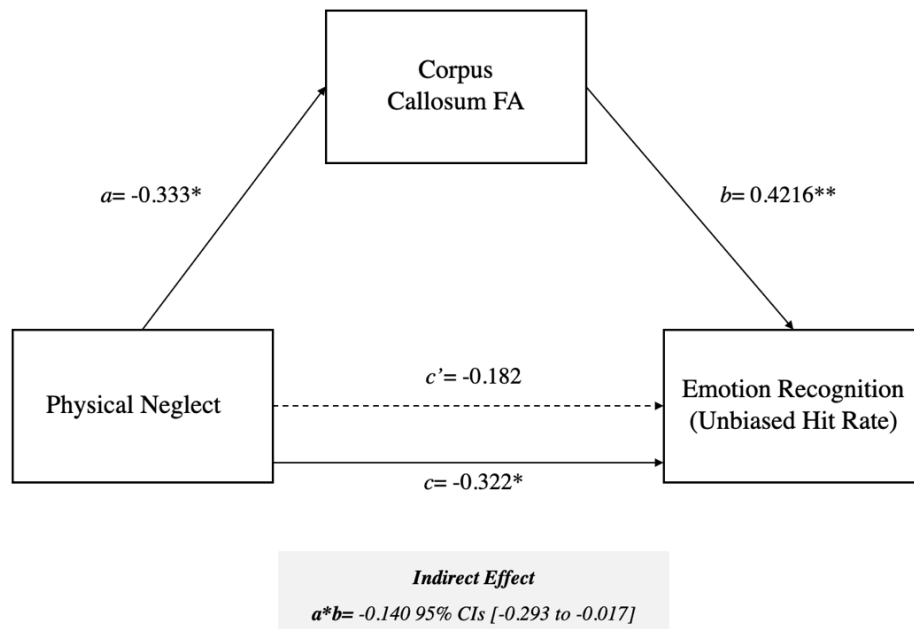 Corpus
Callosum FA
a= -0.333*
b= 0.4216**
Physical Neglect
c’= -0.182
Emotion Recognition
(Unbiased Hit Rate)
c= -0.322*
Indirect Effect
a*b= -0.140 95% CIs [-0.293 to -0.017]